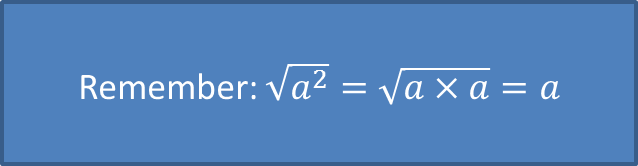 Remember: √a² = √a × a = a